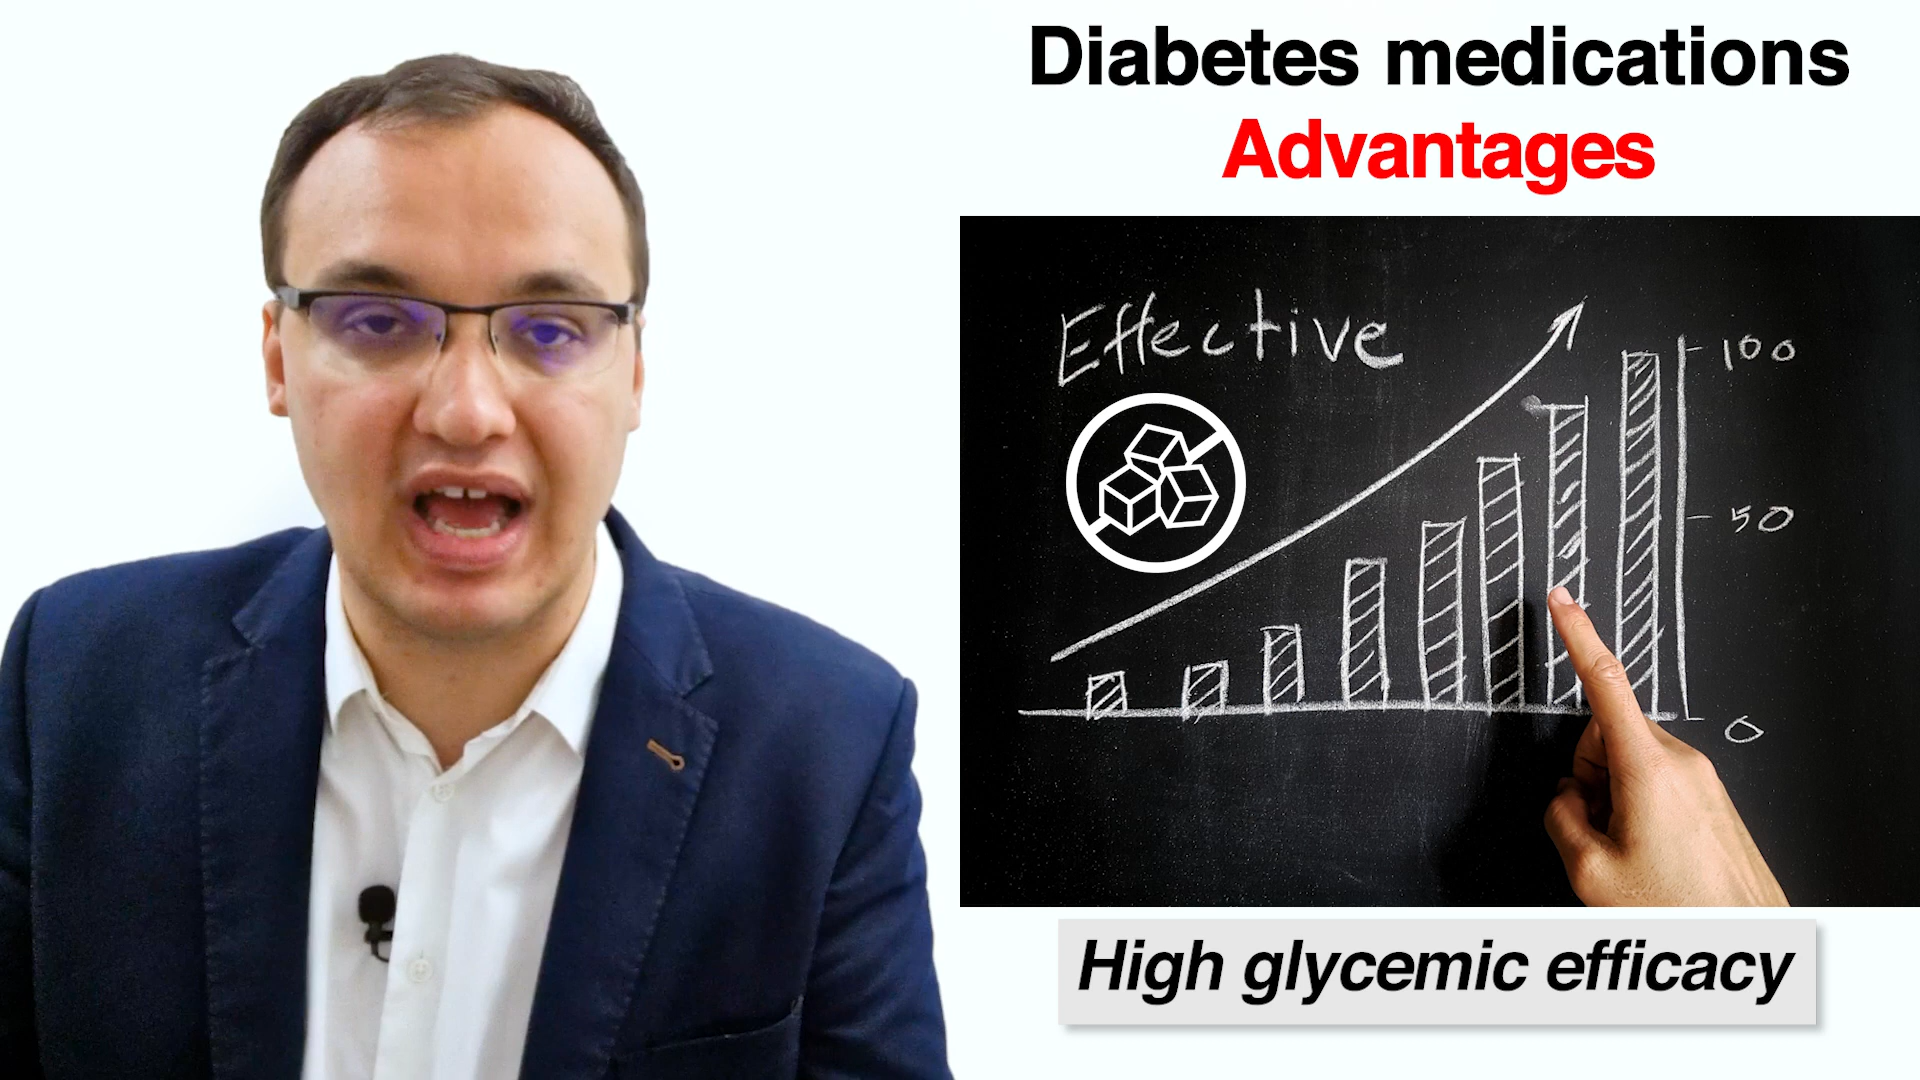 Diabetes medications
Advantages
Effective
100
50
0
High glycemic efficacy